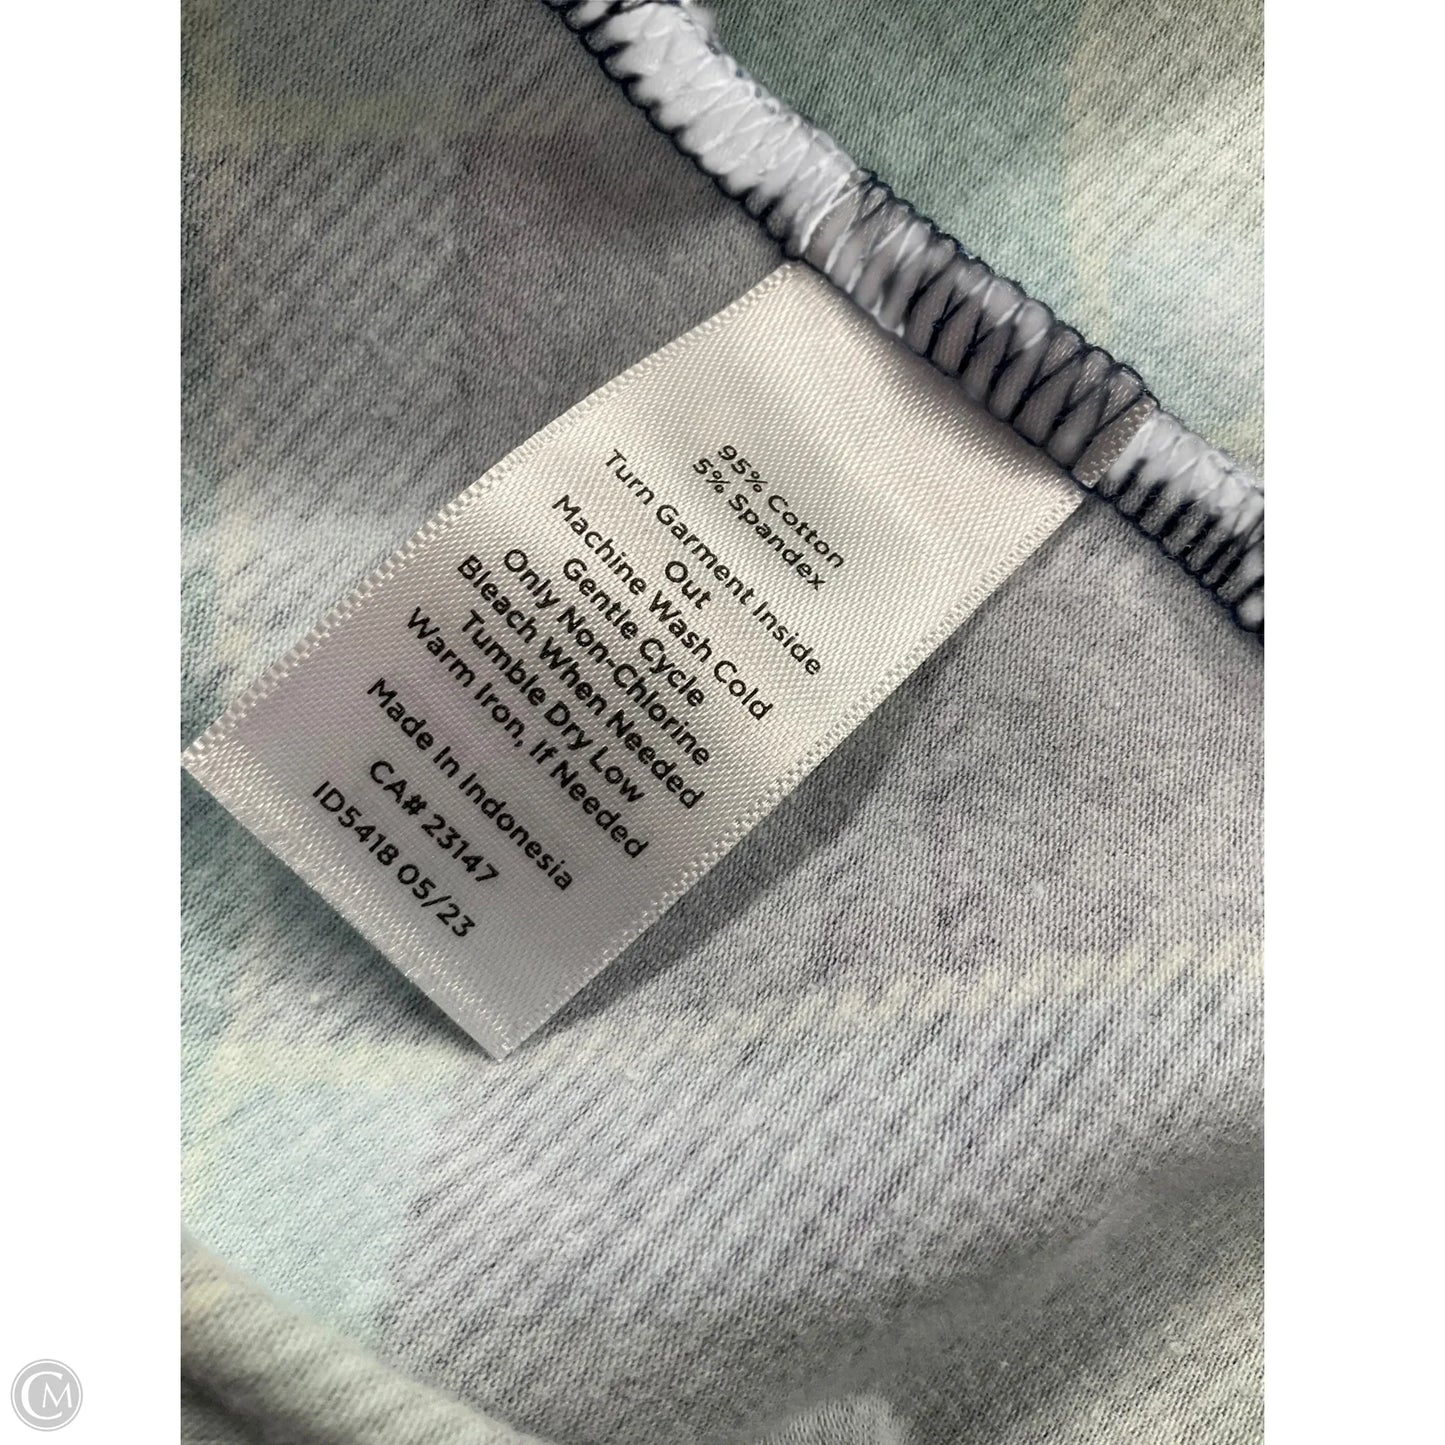 95% Cotton
5% Spandex
Turn Garment Inside
Out
Machine Wash Cold
Gentle Cycle
Only Non-Chlorine
Bleach When Needed
Tumble Dry Low
Warm Iron, If Needed
Made In Indonesia
CA# 23147
ID5418 05/23
CM